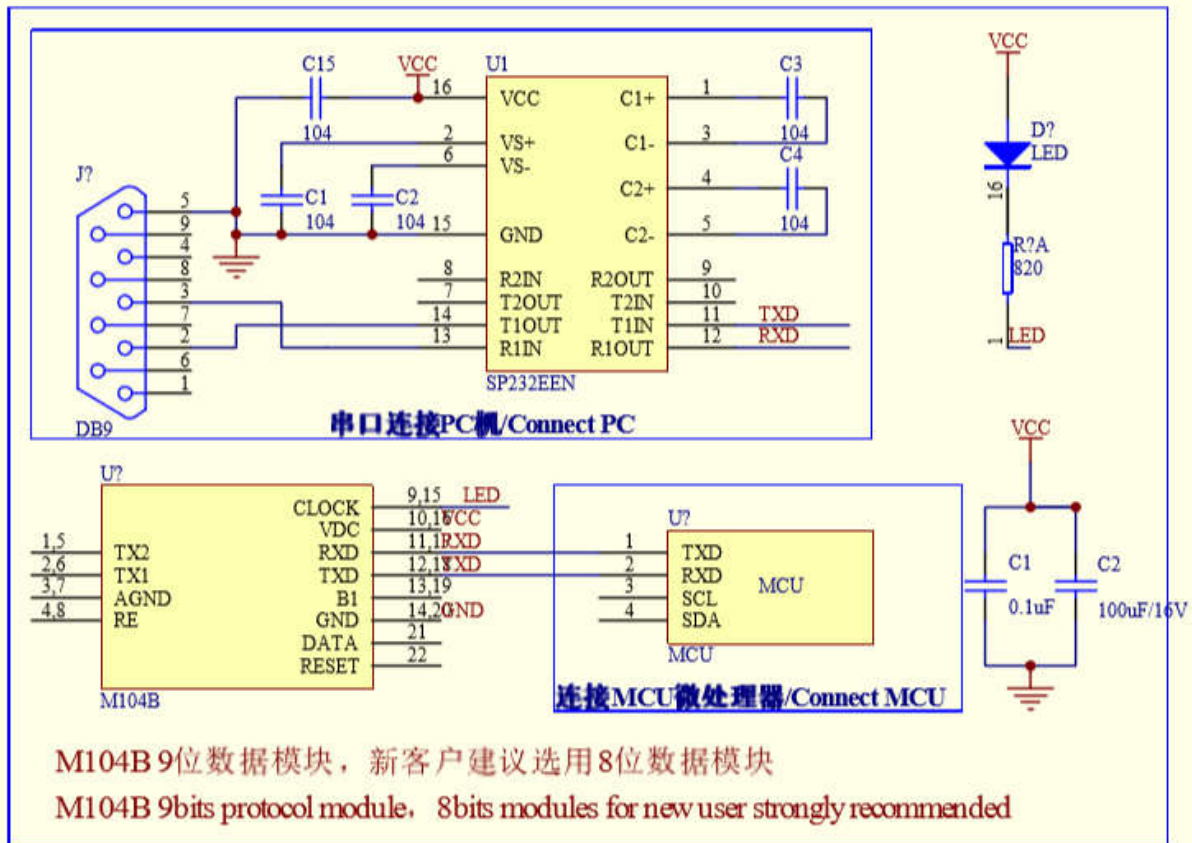 C15
VCC
U1
C3
16
VCC
C1+
1
104
2
VS+
C1-
3
104
6
VS-
C4
J?
C1
C2
C2+
4
5
104
104
15
GND
C2-
5
104
9
4
8
R2IN
R2OUT
9
8
7
T2OUT
T2IN
10
3
14
T1OUT
T1IN
11
TXD
7
13
R1IN
R1OUT
12
RXD
2
6
1
SP232EEN
DB9
串口连接PC机/Connect PC
VCC
D?
LED
16
R?A
820
1
LED
U?
CLOCK
9,15
LED
VDC
10,16
VCC
1,5
TX2
RXD
11,17
RXD
2,6
TX1
TXD
12,18
TXD
3,7
AGND
B1
13,19
4,8
RE
GND
14,20
GND
DATA
21
RESET
22
M104B
U?
1
TXD
2
RXD
MCU
3
SCL
4
SDA
MCU
连接MCU微处理器/Connect MCU
VCC
C1
C2
0.1uF
100uF/16V
M104B 9位数据模块，新客户建议选用8位数据模块
M104B 9bits protocol module，8bits modules for new user strongly recommended